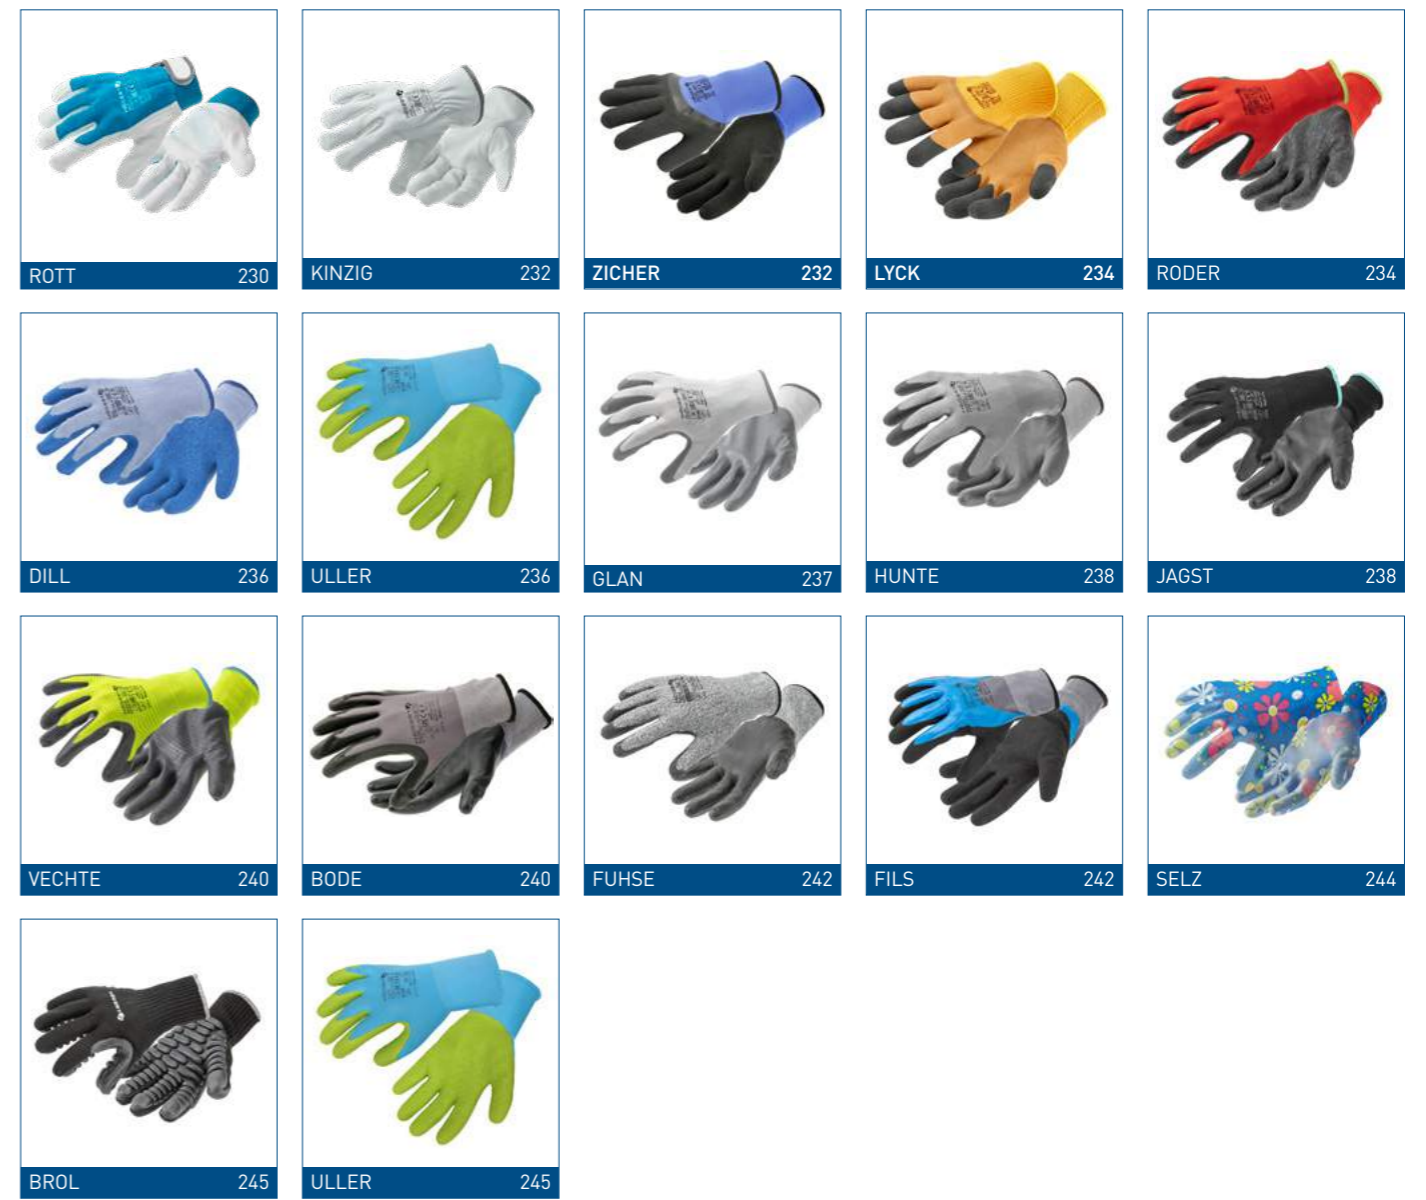 ROTT 230
KINZIG 232
ZICHER 232
LYCK 234
RODER 234
DILL 236
ULLER 236
GLAN 237
HUNTE 238
JAGST 238
VECHTE 240
BODE 240
FUHSE 242
FILS 242
SELZ 244
BROL 245
ULLER 245